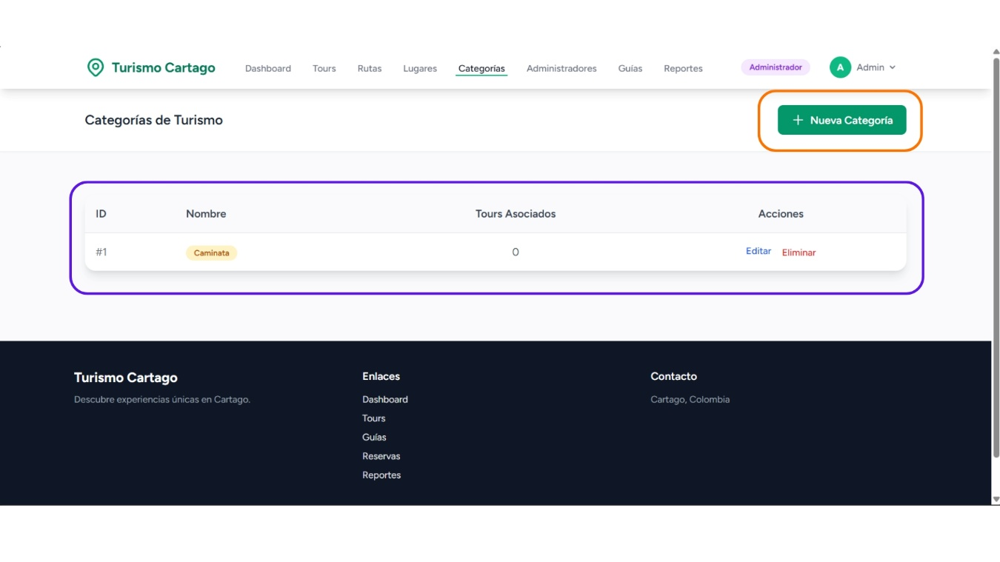 Turismo Cartago Dashboard Tours Rutas Lugares Categorías Administradores Guías Reportes Administrador A Admin
Categorías de Turismo + Nueva Categoría
ID Nombre Tours Asociados Acciones
#1 Caminata 0 Editar Eliminar
Turismo Cartago Enlaces Contacto
Descubre experiencias únicas en Cartago. Dashboard Cartago, Colombia
Tours
Guías
Reservas
Reportes